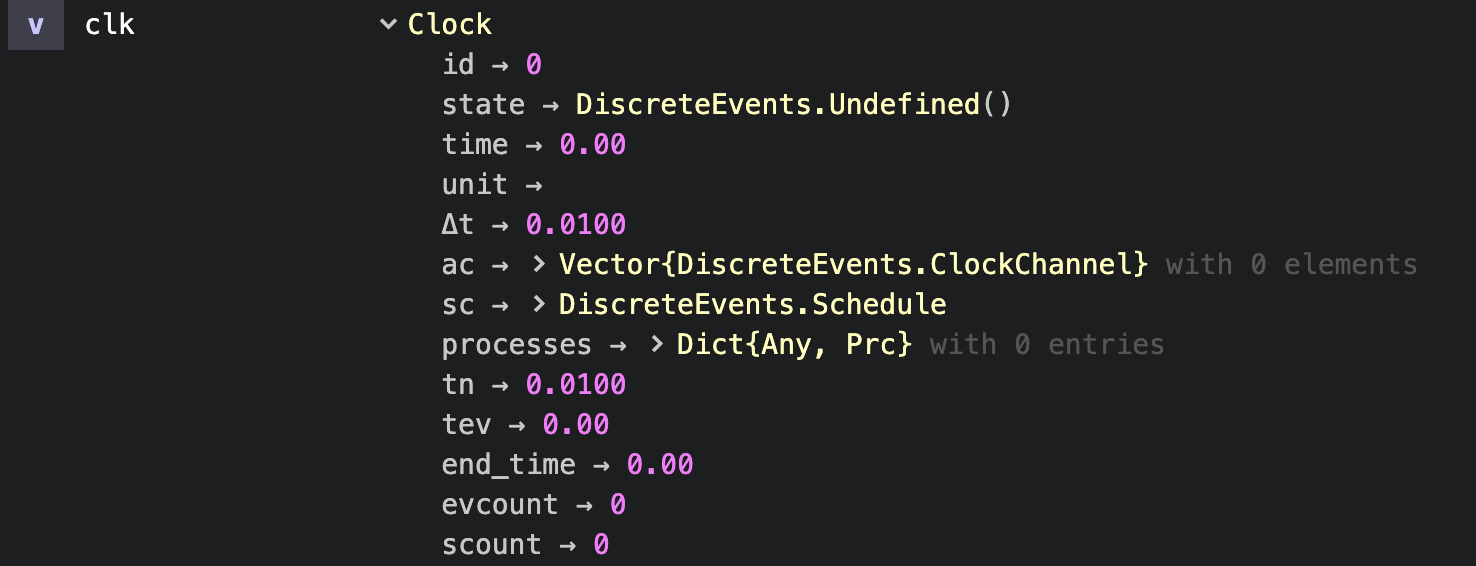 v clk Clock
id → 0
state → DiscreteEvents.Undefined()
time → 0.00
unit →
Δt → 0.0100
ac → > Vector{DiscreteEvents.ClockChannel} with 0 elements
sc → > DiscreteEvents.Schedule
processes → > Dict{Any, Prc} with 0 entries
tn → 0.0100
tev → 0.00
end_time → 0.00
evcount → 0
scount → 0